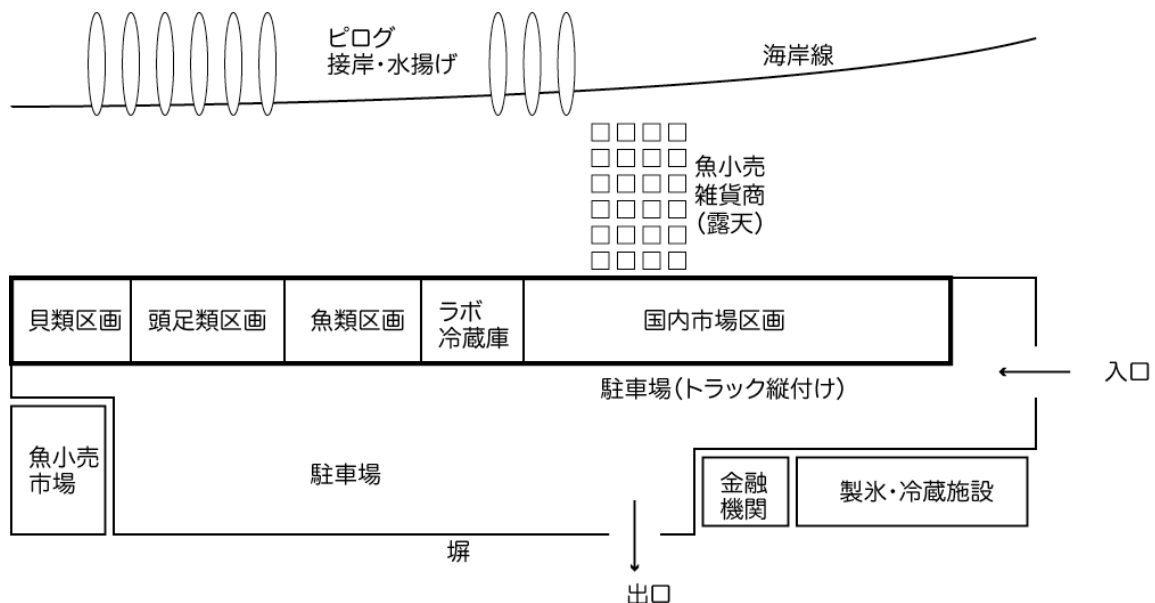 ピログ
接岸・水揚げ
海岸線
魚小売
雑貨商
(露天)
貝類区画
頭足類区画
魚類区画
ラボ
冷蔵庫
国内市場区画
駐車場(トラック縦付け)
入口
魚小売
市場
駐車場
金融
機関
製氷・冷蔵施設
塀
出口